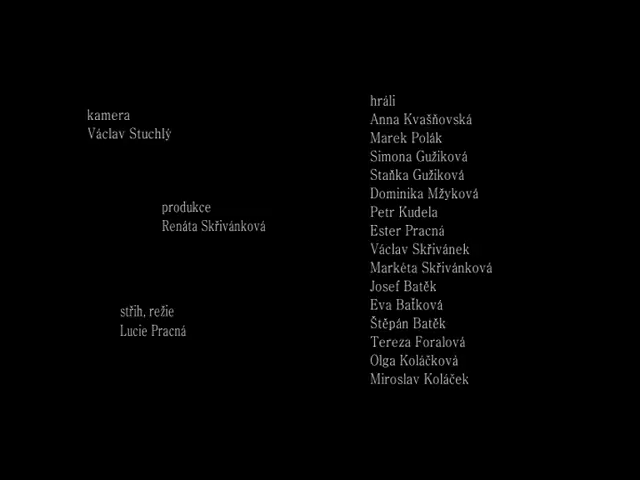 kamera
Václav Stuchlý
produkce
Renáta Skřivánková
střih, režie
Lucie Pracná
hráli
Anna Kvašňovská
Marek Polák
Simona Gužiková
Staňka Gužiková
Dominika Mžyková
Petr Kudela
Ester Pracná
Václav Skřivánek
Markéta Skřivánková
Josef Batěk
Eva Baťková
Štěpán Batěk
Tereza Foralová
Olga Koláčková
Miroslav Koláček